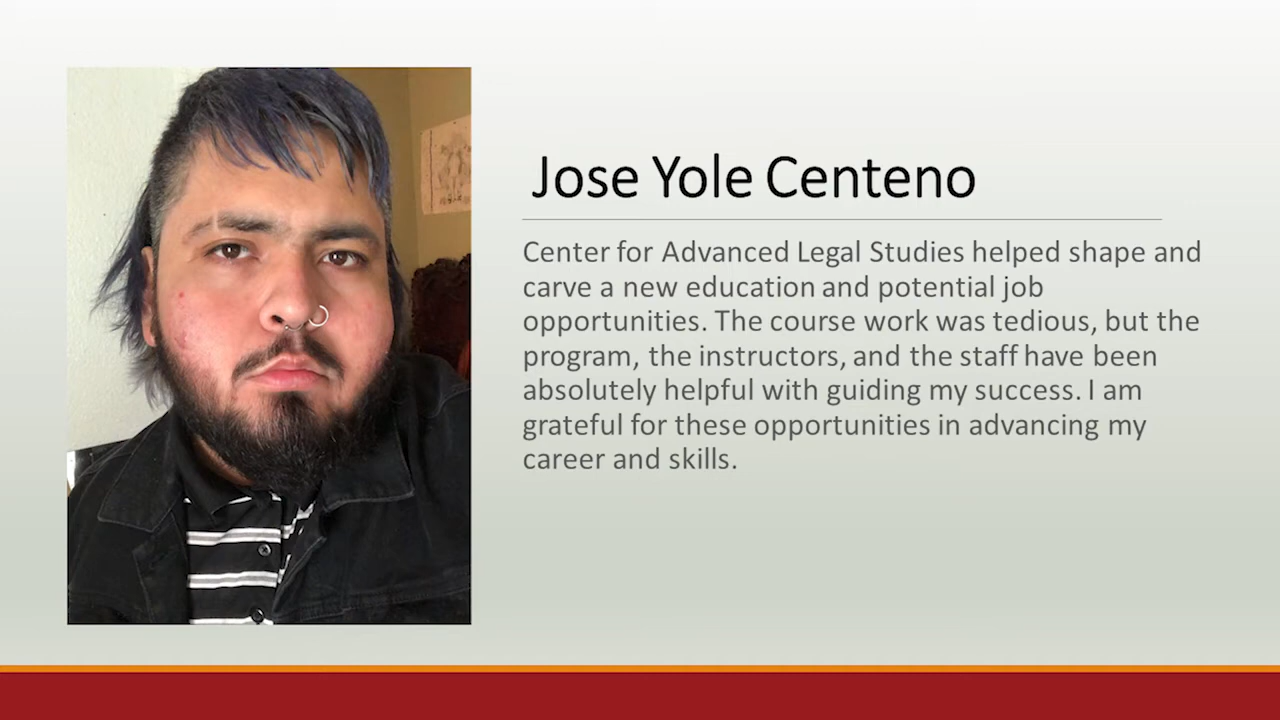 Jose Yole Centeno
Center for Advanced Legal Studies helped shape and
carve a new education and potential job
opportunities. The course work was tedious, but the
program, the instructors, and the staff have been
absolutely helpful with guiding my success. I am
grateful for these opportunities in advancing my
career and skills.